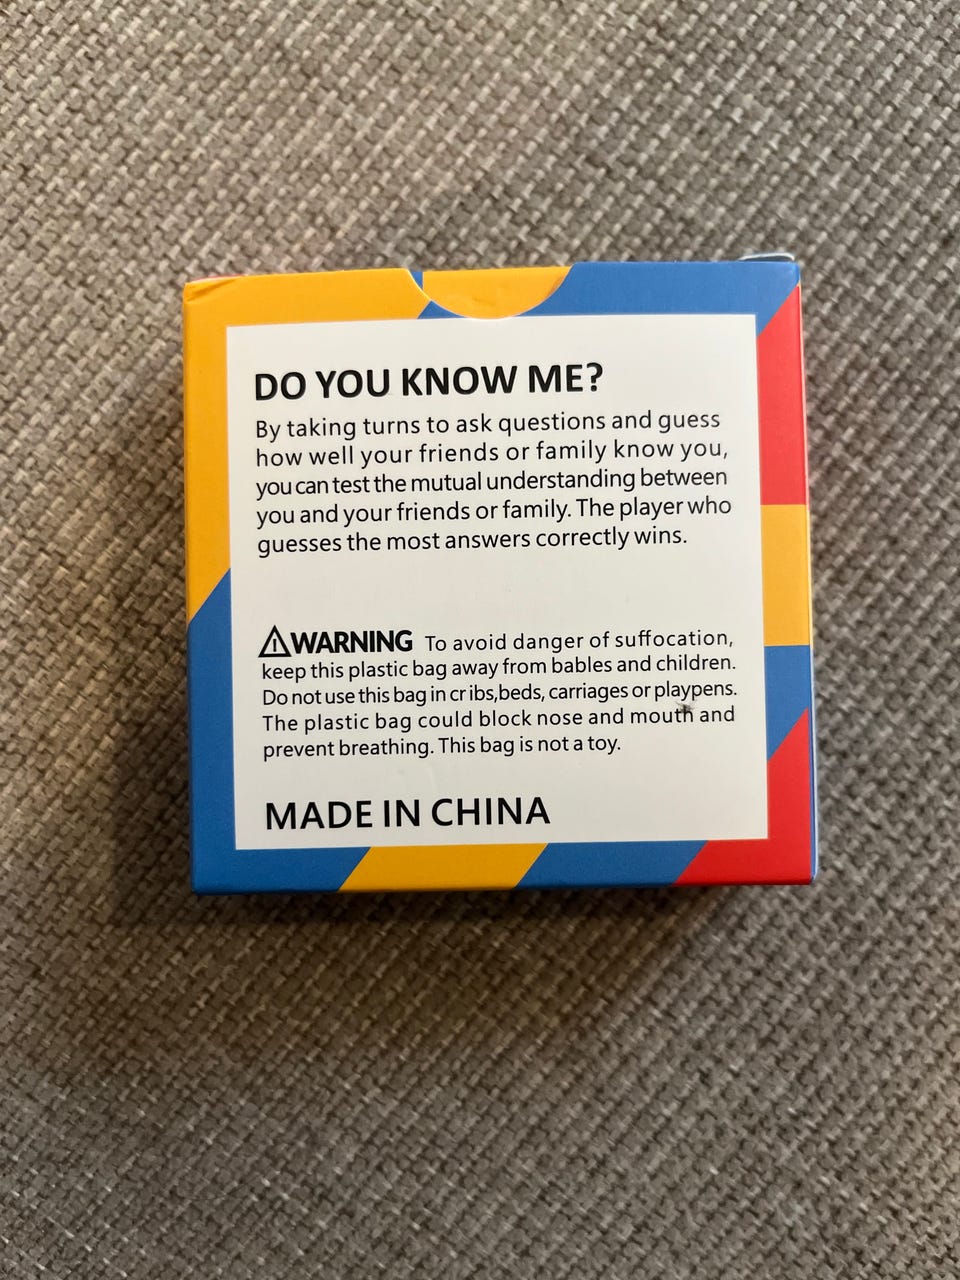 DO YOU KNOW ME?
By taking turns to ask questions and guess
how well your friends or family know you,
you can test the mutual understanding between
you and your friends or family. The player who
guesses the most answers correctly wins.
WARNING To avoid danger of suffocation,
keep this plastic bag away from bables and children.
Do not use this bag in cr ibs,beds, carriages or playpens.
The plastic bag could block nose and mouth and
prevent breathing. This bag is not a toy.
MADE IN CHINA